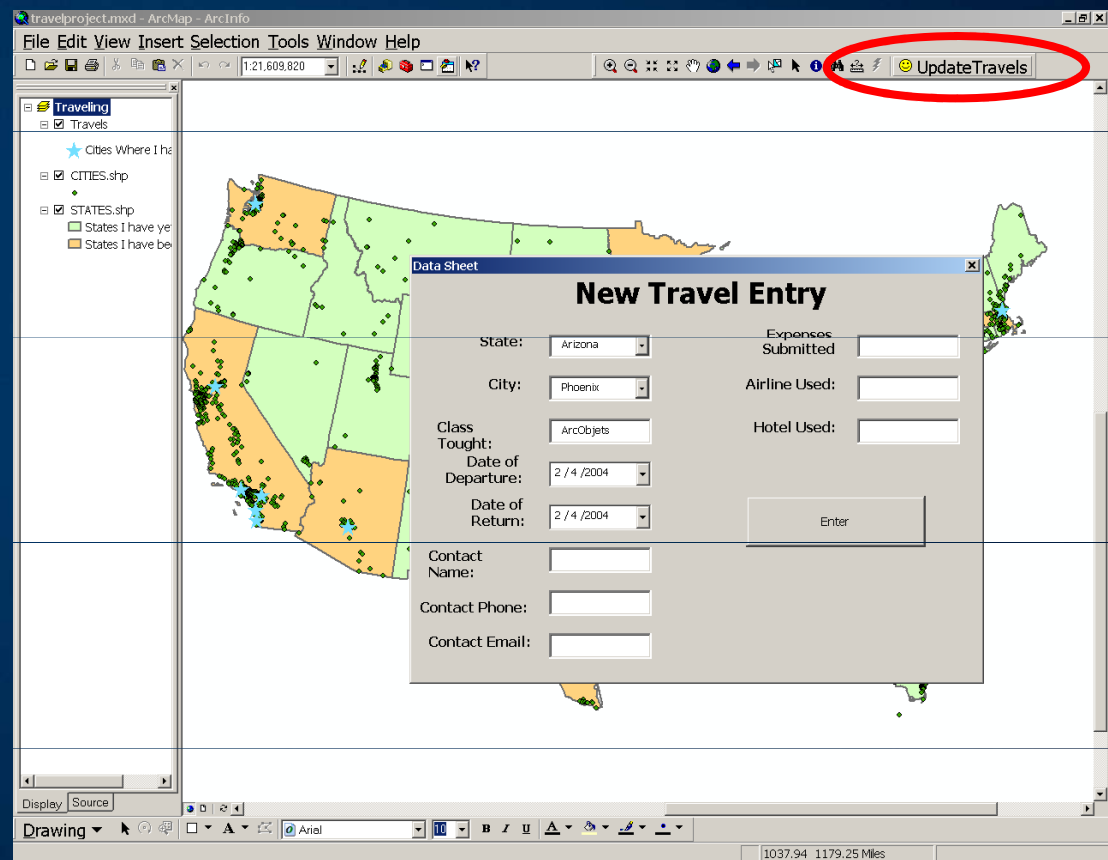 travelproject.mxd - ArcMap - ArcInfo
File Edit View Insert Selection Tools Window Help
1:21,609,820
UpdateTravels
Traveling
Travels
Cities Where I ha
CITIES.shp
STATES.shp
States I have ye
States I have be
Data Sheet
New Travel Entry
State:
Arizona
City:
Phoenix
Class
Tought:
ArcObjets
Date of
Departure:
2 / 4 /2004
Date of
Return:
2 / 4 /2004
Contact
Name:
Contact Phone:
Contact Email:
Expenses
Submitted
Airline Used:
Hotel Used:
Enter
Display Source
Drawing
A
Arial
10
B I U A
1037.94 1179.25 Miles